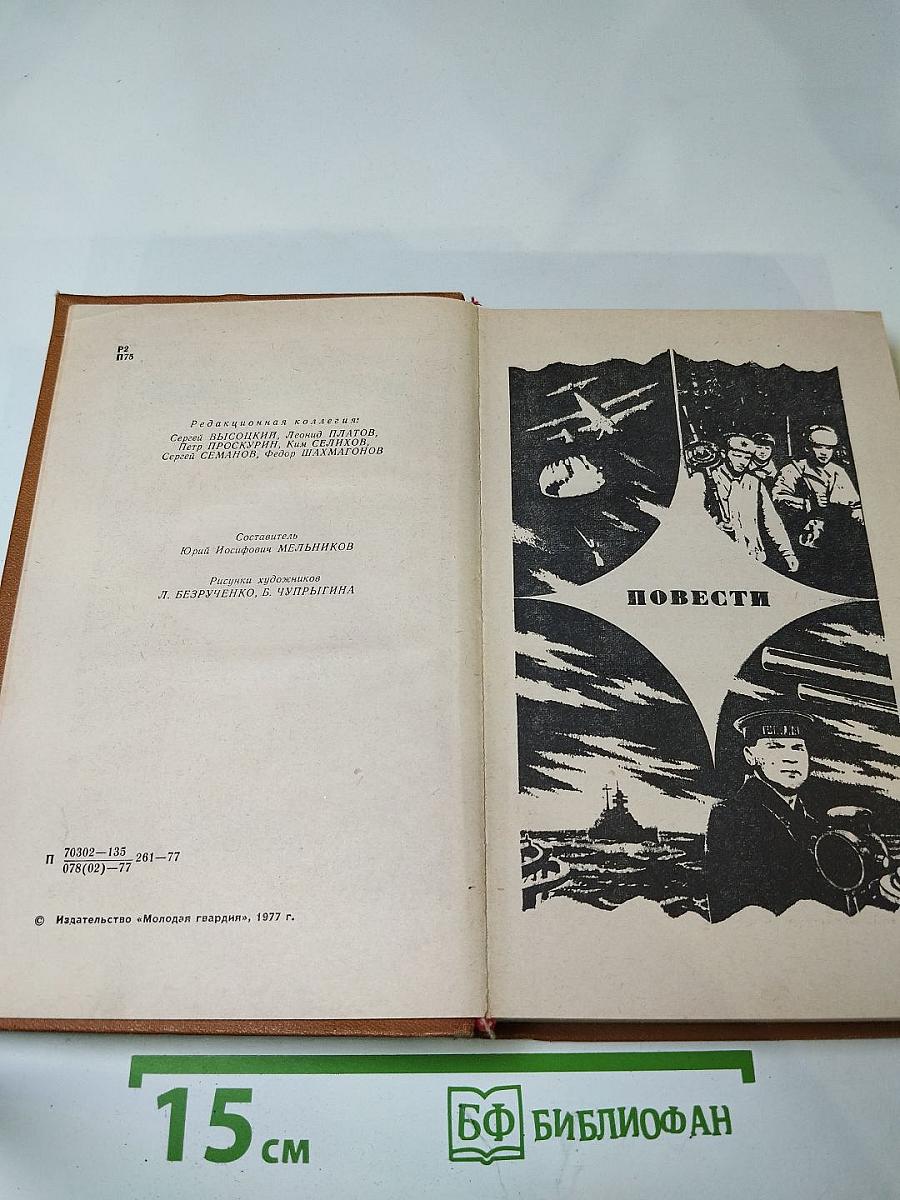 Р2
П75
Редакционная коллегия:
Сергей ВЫСОЦКИЙ, Леонид ПЛАТОВ,
Петр ПРОСКУРИН, Ким СЕЛИХОВ,
Сергей СЕМАНОВ, Федор ШАХМАГОНОВ
Составитель
Юрий Иосифович МЕЛЬНИКОВ
Рисунки художников
Л. БЕЗРУЧЕНКО, Б. ЧУПРЫГИНА
П 70302—135
078(02)—77 261—77
© Издательство «Молодая гвардия», 1977 г.
ПОВЕСТИ
15 см
БФ БИБЛИОФАН